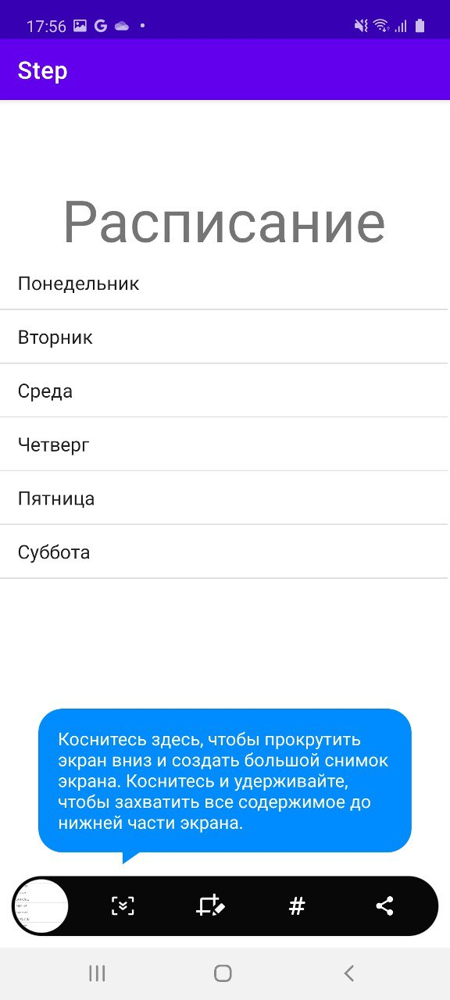 17:56
Step
Расписание
Понедельник
Вторник
Среда
Четверг
Пятница
Суббота
Коснитесь здесь, чтобы прокрутить
экран вниз и создать большой снимок
экрана. Коснитесь и удерживайте,
чтобы захватить все содержимое до
нижней части экрана.
#